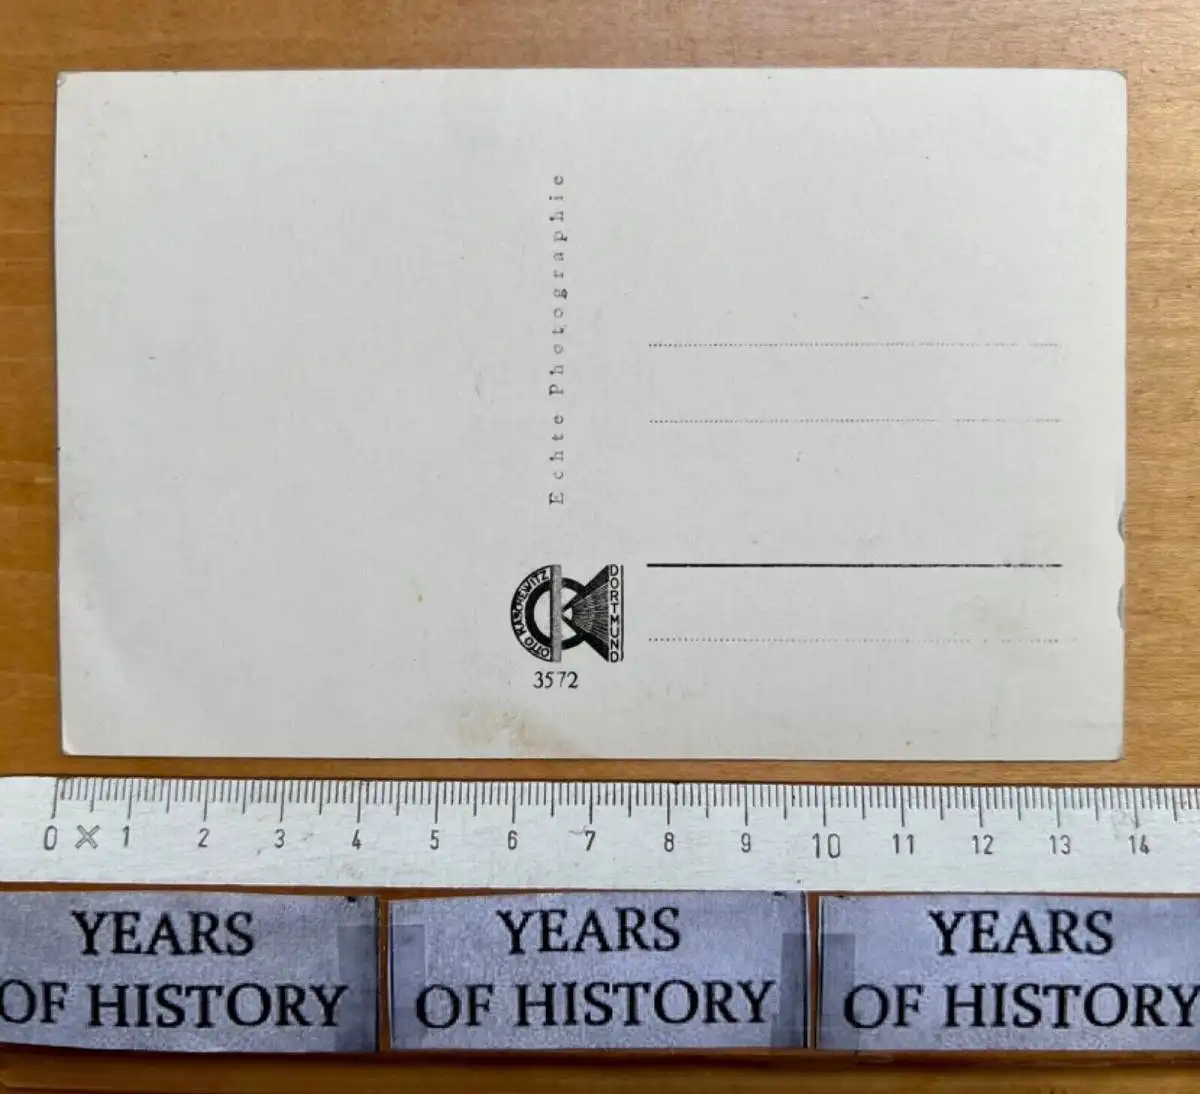 Echte Photographie
OTTO KASCHEWITZ
DORTMUND
3572
0 1 2 3 4 5 6 7 8 9 10 11 12 13 14
YEARS
OF HISTORY
YEARS
OF HISTORY
YEARS
OF HISTORY